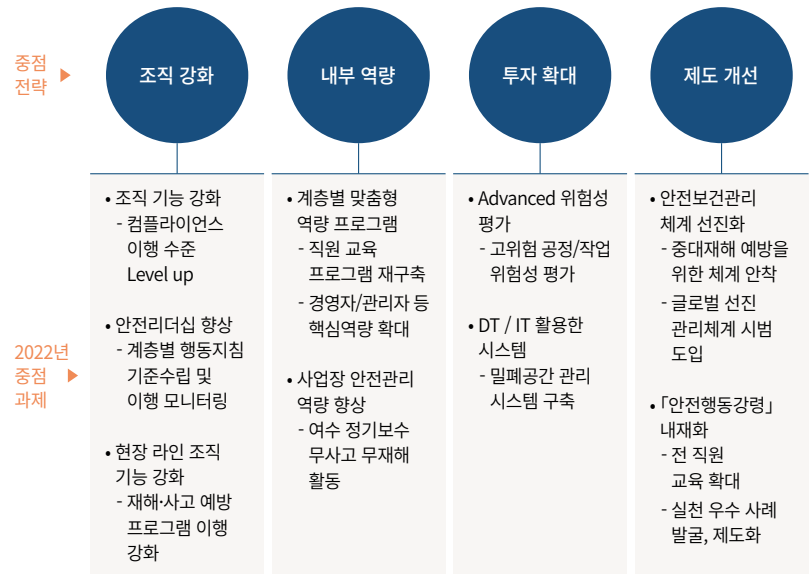 중점
전략 ▶
조직 강화
내부 역량
투자 확대
제도 개선
2022년
중점 ▶
과제
• 조직 기능 강화
- 컴플라이언스
이행 수준
Level up
• 안전리더십 향상
- 계층별 행동지침
기준수립 및
이행 모니터링
• 현장 라인 조직
기능 강화
- 재해·사고 예방
프로그램 이행
강화
• 계층별 맞춤형
역량 프로그램
- 직원 교육
프로그램 재구축
- 경영자/관리자 등
핵심역량 확대
• 사업장 안전관리
역량 향상
- 여수 정기보수
무사고 무재해
활동
• Advanced 위험성
평가
- 고위험 공정/작업
위험성 평가
• DT / IT 활용한
시스템
- 밀폐공간 관리
시스템 구축
• 안전보건관리
체계 선진화
- 중대재해 예방을
위한 체계 안착
- 글로벌 선진
관리체계 시범
도입
• 「안전행동강령」
내재화
- 전 직원
교육 확대
- 실천 우수 사례
발굴, 제도화